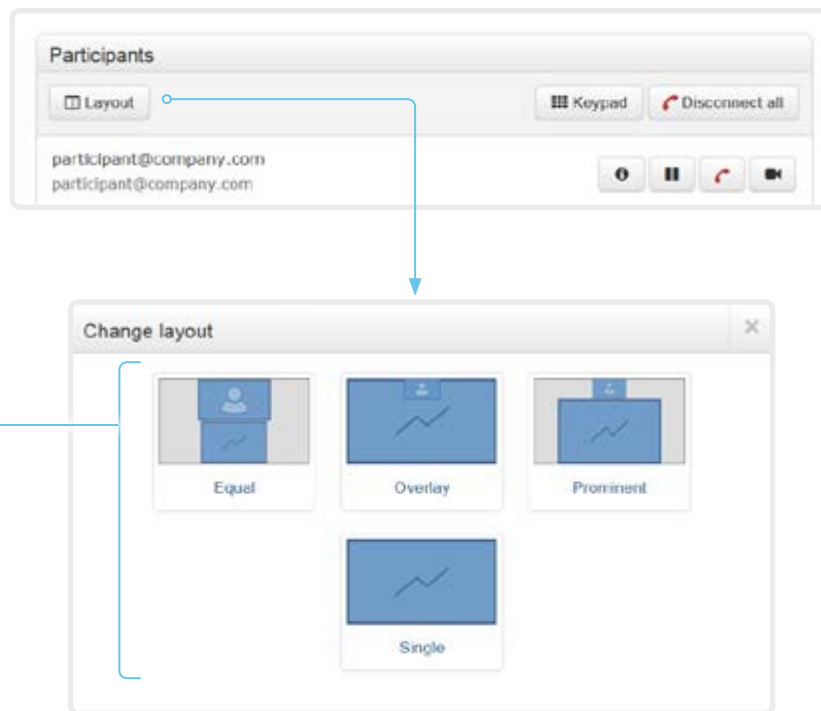 Participants
Layout
Keypad
Disconnect all
participant@company.com
participant@company.com
Change layout
Equal
Overlay
Prominent
Single